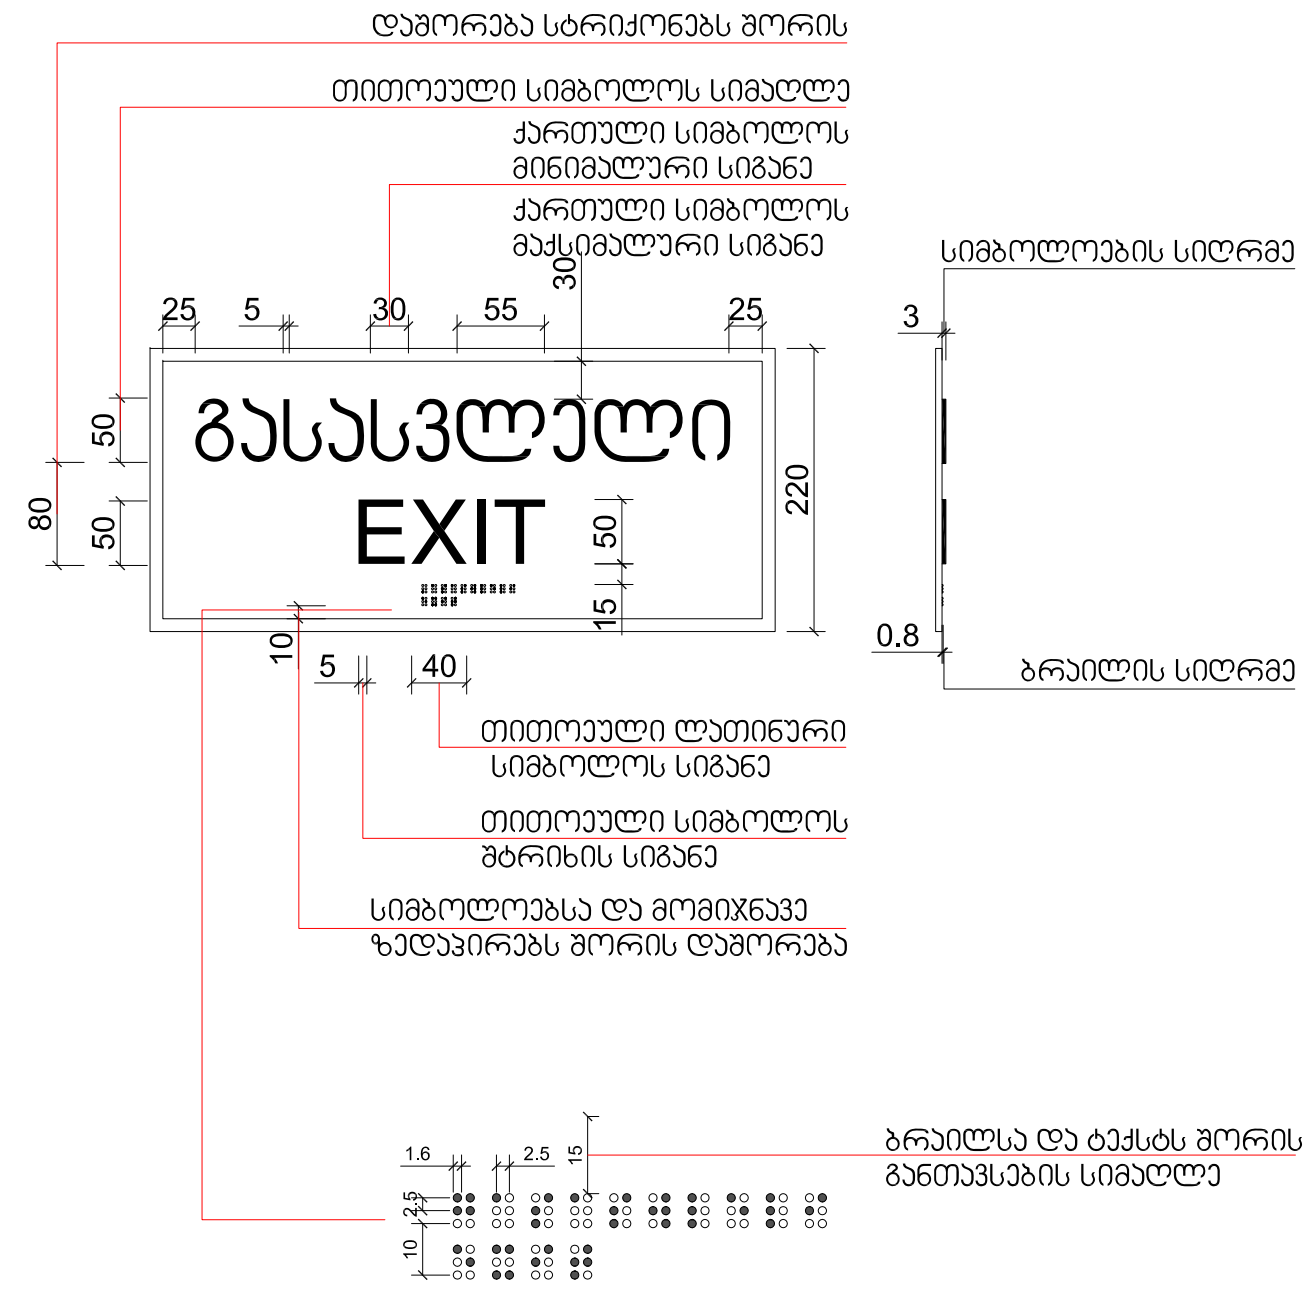 დაშორება სტრიქონებს შორის
თითოეული სიმბოლოს სიმაღლე
ქართული სიმბოლოს
მინიმალური სიგანე
ქართული სიმბოლოს
მაქსიმალური სიგანე
სიმბოლოების სიღრმე
30
25 5 30 55 25
3
გასასვლელი
50
EXIT
80
50
50
220
15
10
0.8
5 40
ბრაილის სიღრმე
თითოეული ლათინური
სიმბოლოს სიგანე
თითოეული სიმბოლოს
შტრიხის სიგანე
სიმბოლოებსა და მომიჯნავე
ზედაპირებს შორის დაშორება
ბრაილსა და ტექსტს შორის
განთავსების სიმაღლე
1.6 2.5 15
2.5
10
⠛⠁⠎⠁⠎⠺⠇⠑⠇⠊
⠑⠭⠊⠞